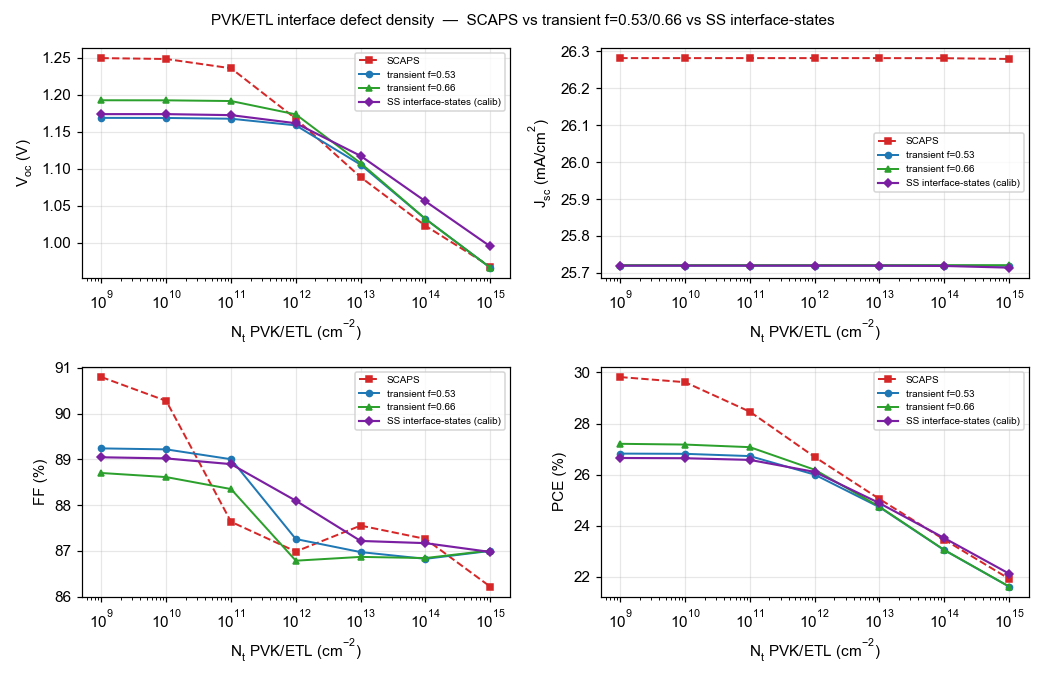 PVK/ETL interface defect density — SCAPS vs transient f=0.53/0.66 vs SS interface-states
V_oc (V)
1.25
1.20
1.15
1.10
1.05
1.00
SCAPS
transient f=0.53
transient f=0.66
SS interface-states (calib)
10^9 10^10 10^11 10^12 10^13 10^14 10^15
N_t PVK/ETL (cm^−2)
J_sc (mA/cm^2)
26.3
26.2
26.1
26.0
25.9
25.8
25.7
SCAPS
transient f=0.53
transient f=0.66
SS interface-states (calib)
10^9 10^10 10^11 10^12 10^13 10^14 10^15
N_t PVK/ETL (cm^−2)
FF (%)
91
90
89
88
87
86
SCAPS
transient f=0.53
transient f=0.66
SS interface-states (calib)
10^9 10^10 10^11 10^12 10^13 10^14 10^15
N_t PVK/ETL (cm^−2)
PCE (%)
30
28
26
24
22
SCAPS
transient f=0.53
transient f=0.66
SS interface-states (calib)
10^9 10^10 10^11 10^12 10^13 10^14 10^15
N_t PVK/ETL (cm^−2)